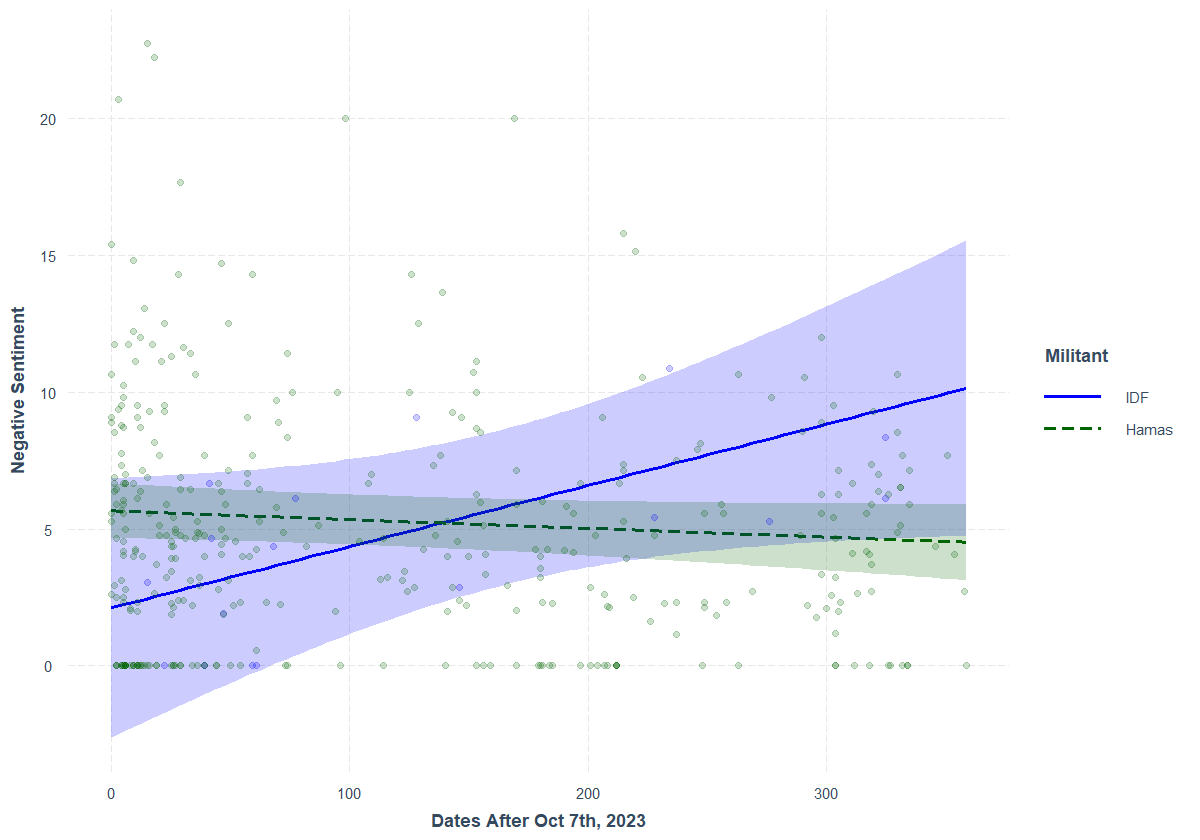 20
15
10
5
0
Negative Sentiment
0 100 200 300
Dates After Oct 7th, 2023
Militant
IDF
Hamas